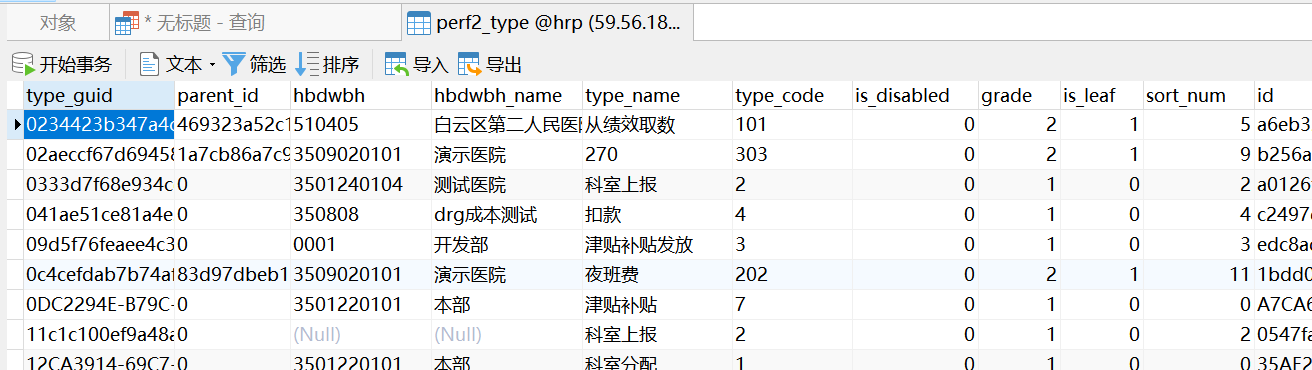 对象 * 无标题 - 查询 perf2_type @hrp (59.56.18...
开始事务 文本 筛选 排序 导入 导出
type_guid parent_id hbdwbh hbdwbh_name type_name type_code is_disabled grade is_leaf sort_num id
0234423b347a4c 469323a52c1 510405 白云区第二人民医院 从绩效取数 101 0 2 1 5 a6eb3
02aeccf67d69458 1a7cb86a7c9 3509020101 演示医院 270 303 0 2 1 9 b256a
0333d7f68e934c 0 3501240104 测试医院 科室上报 2 0 1 0 2 a0126
041ae51ce81a4e 0 350808 drg成本测试 扣款 4 0 1 0 4 c2497
09d5f76feaee4c3 0 0001 开发部 津贴补贴发放 3 0 1 0 3 edc8a
0c4cefdab7b74af 83d97dbeb1 3509020101 演示医院 夜班费 202 0 2 1 11 1bdd0
0DC2294E-B79C- 0 3501220101 本部 津贴补贴 7 0 1 0 0 A7CA6
11c1c100ef9a48a 0 (Null) (Null) 科室上报 2 0 1 0 2 0547fa
12CA3914-69C7- 0 3501220101 本部 科室分配 1 0 1 0 0 35AF2